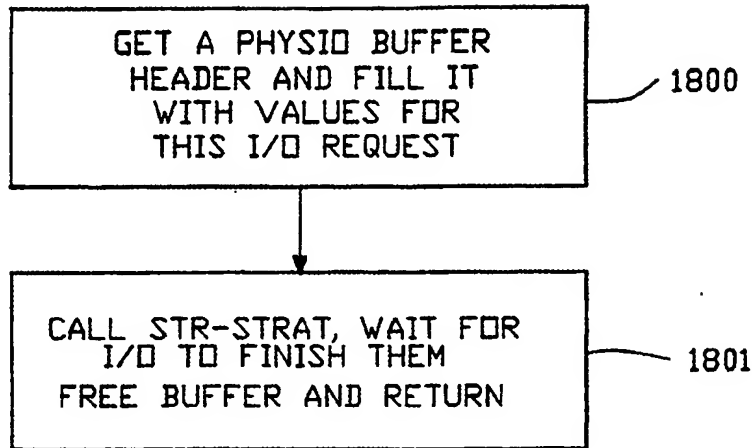 GET A PHYSIO BUFFER
HEADER AND FILL IT
WITH VALUES FOR
THIS I/O REQUEST
1800
CALL STR-STRAT, WAIT FOR
I/O TO FINISH THEM
FREE BUFFER AND RETURN
1801